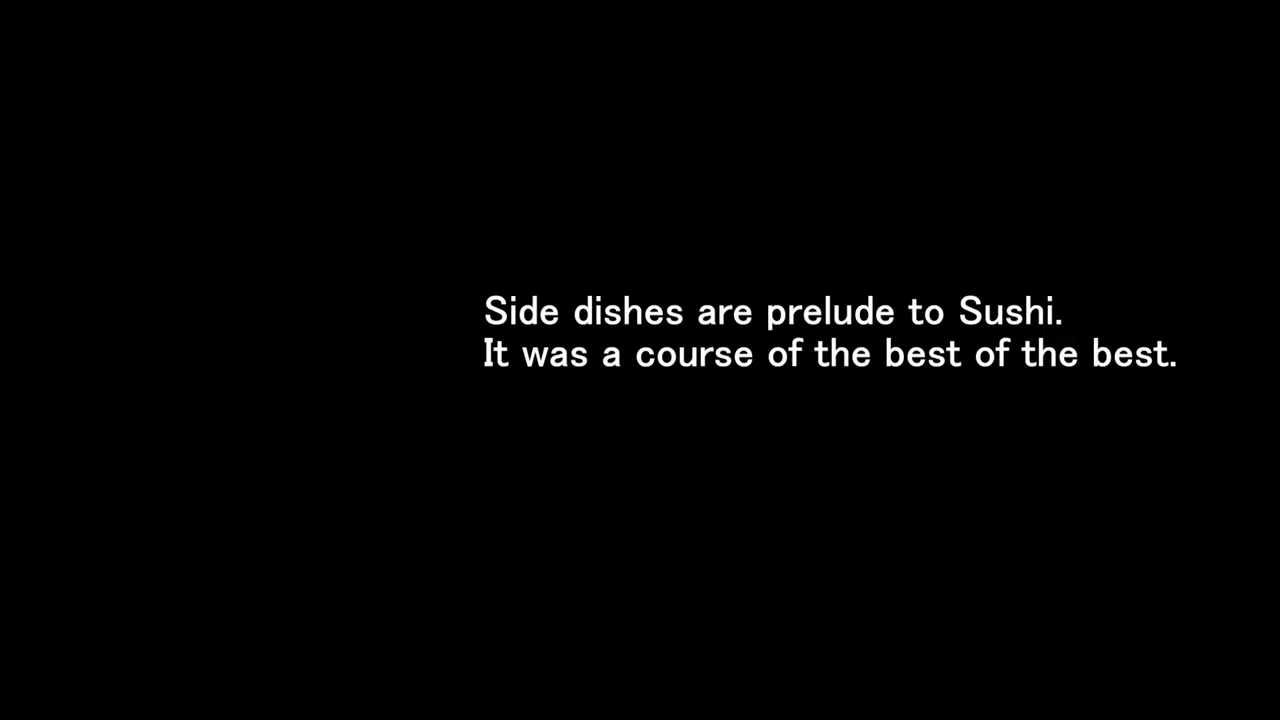 Side dishes are prelude to Sushi.
It was a course of the best of the best.